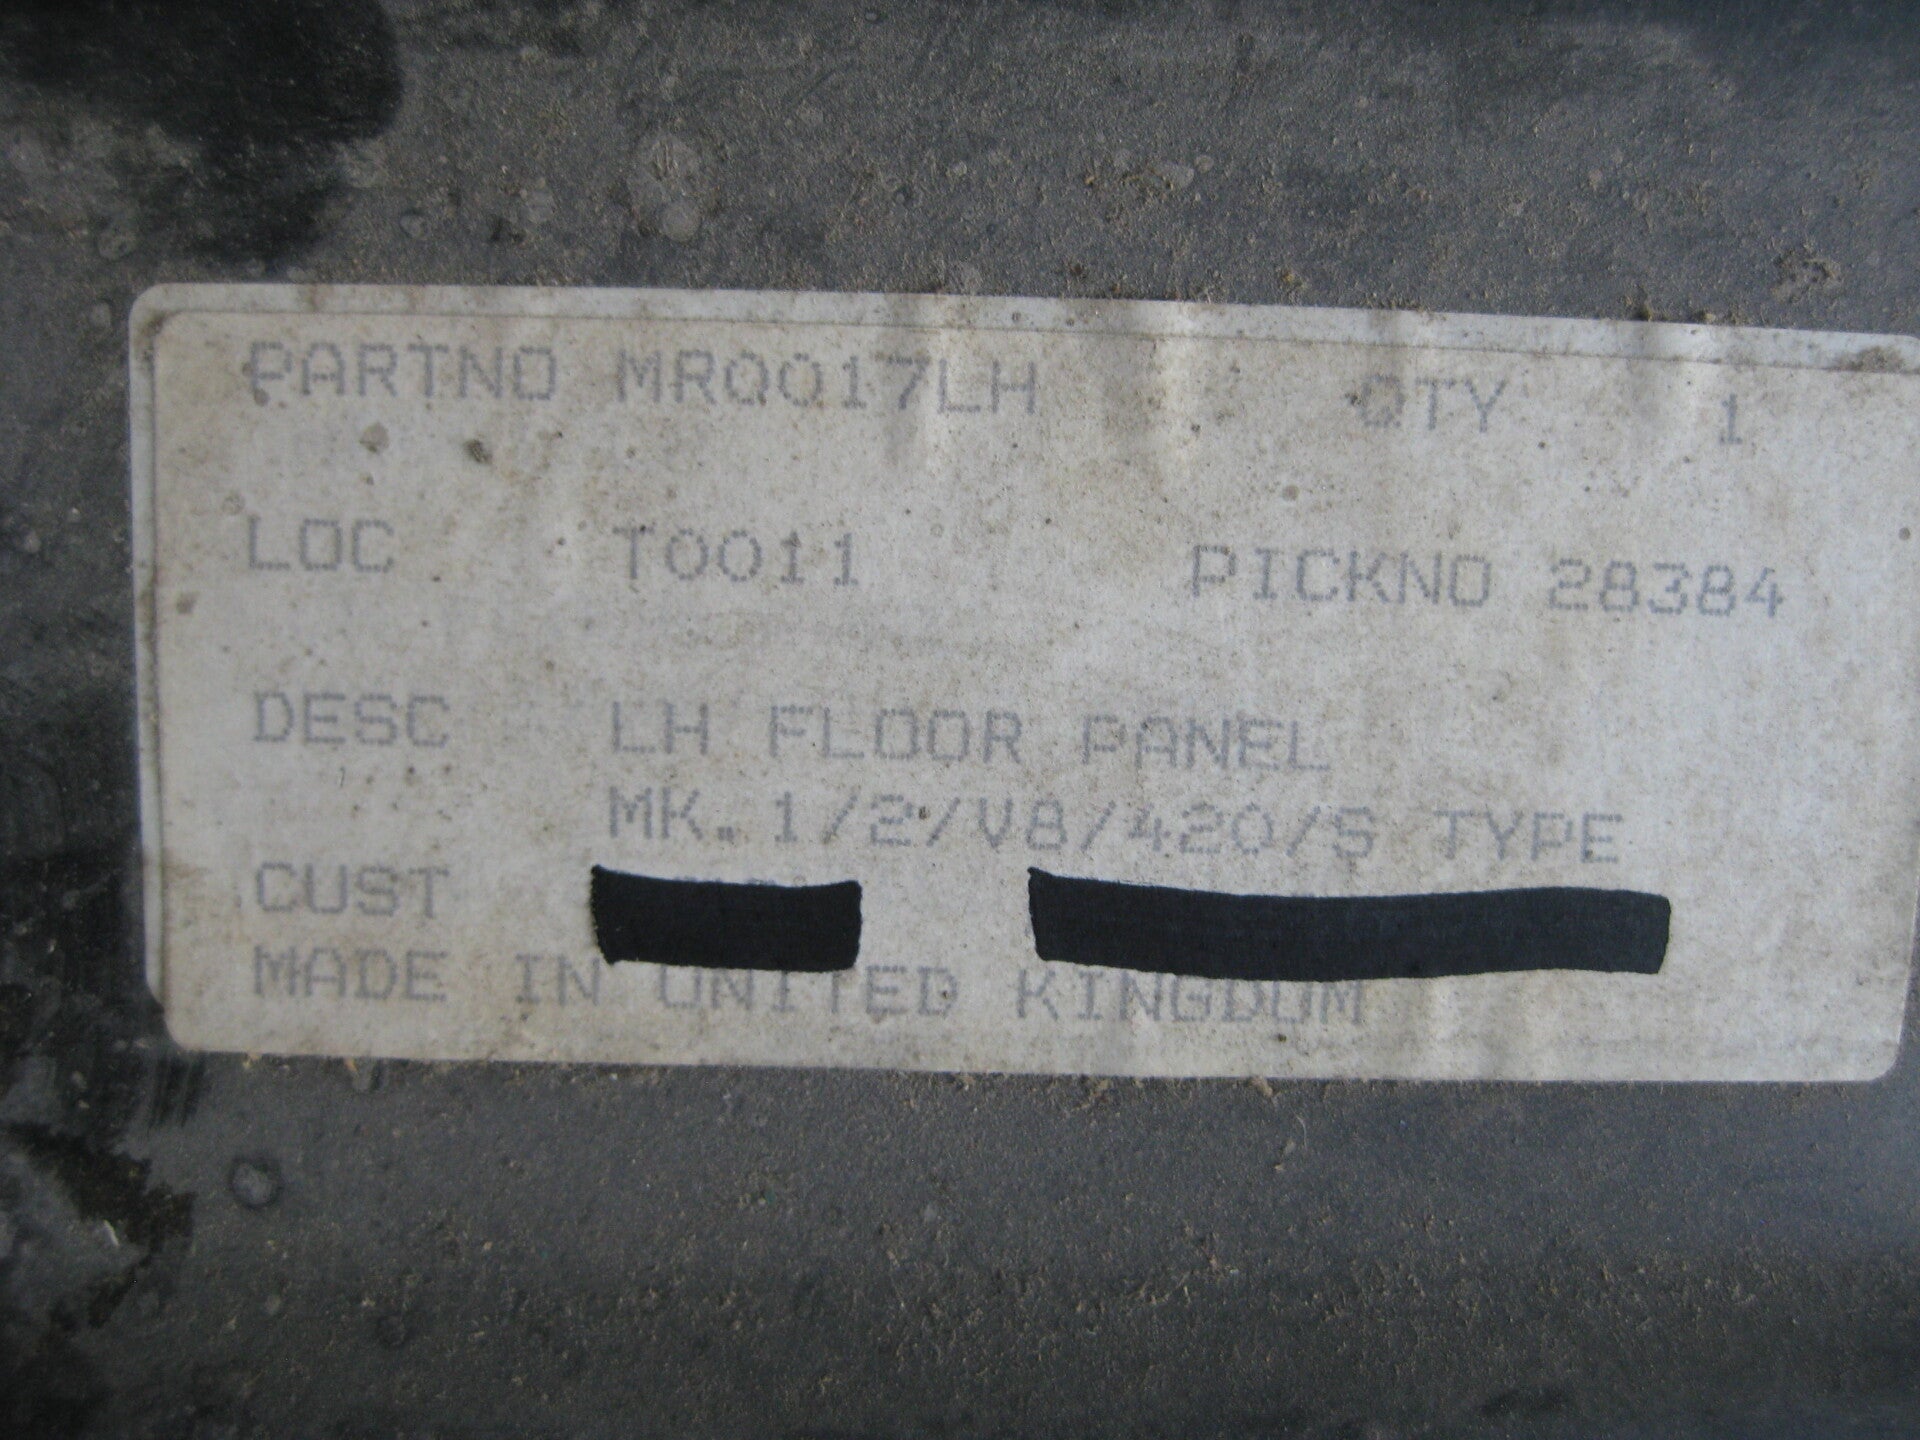 PARTNO MRO017LH QTY 1
LOC T0011 PICKNO 28384
DESC LH FLOOR PANEL
MK. 1/2/V8/420/S TYPE
CUST
MADE IN UNITED KINGDOM